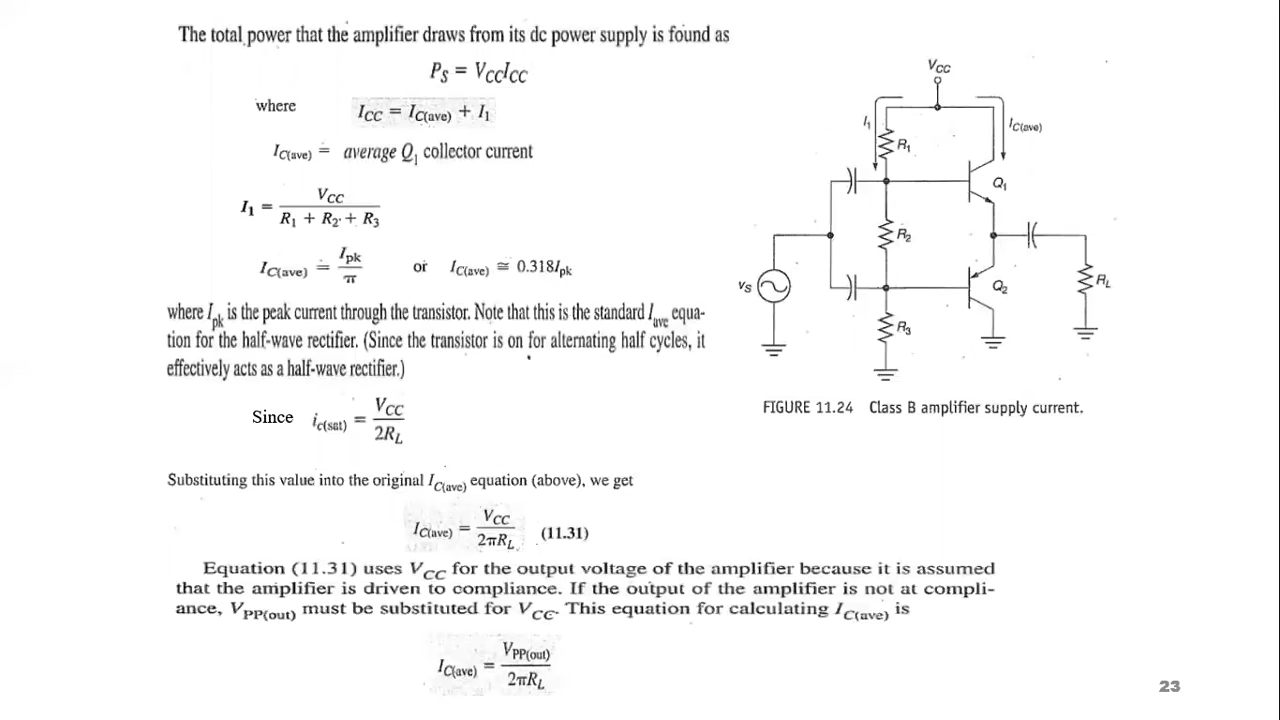 The total power that the amplifier draws from its dc power supply is found as
P_S = V_CC I_CC
where I_CC = I_C(ave) + I_1
I_C(ave) = average Q_1 collector current
I_1 = V_CC / (R_1 + R_2 + R_3)
I_C(ave) = I_pk / π or I_C(ave) ≅ 0.318I_pk
where I_pk is the peak current through the transistor. Note that this is the standard I_ave equa-
tion for the half-wave rectifier. (Since the transistor is on for alternating half cycles, it
effectively acts as a half-wave rectifier.)
Since i_c(sat) = V_CC / 2R_L
Substituting this value into the original I_C(ave) equation (above), we get
I_C(ave) = V_CC / 2πR_L (11.31)
Equation (11.31) uses V_CC for the output voltage of the amplifier because it is assumed
that the amplifier is driven to compliance. If the output of the amplifier is not at compli-
ance, V_PP(out) must be substituted for V_CC. This equation for calculating I_C(ave) is
I_C(ave) = V_PP(out) / 2πR_L
V_CC
I_1
I_C(ave)
R_1
Q_1
R_2
v_S
Q_2
R_L
R_3
FIGURE 11.24 Class B amplifier supply current.
23